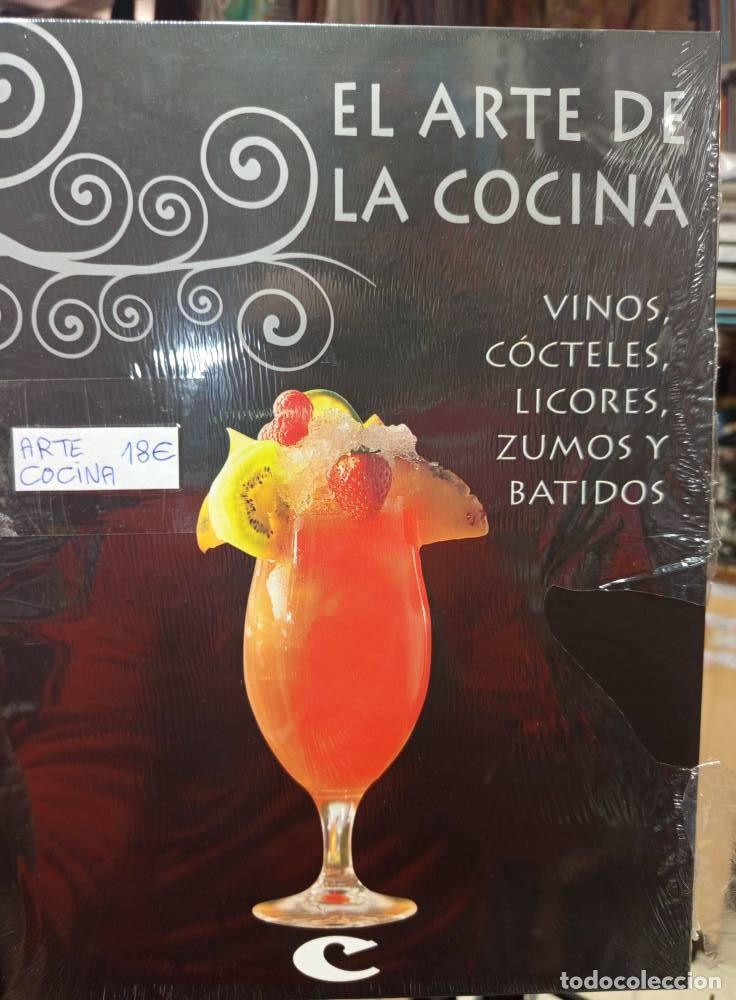 EL ARTE DE
LA COCINA
VINOS,
CÓCTELES,
LICORES,
ZUMOS Y
BATIDOS
ARTE 18€
COCINA
C
todocoleccion